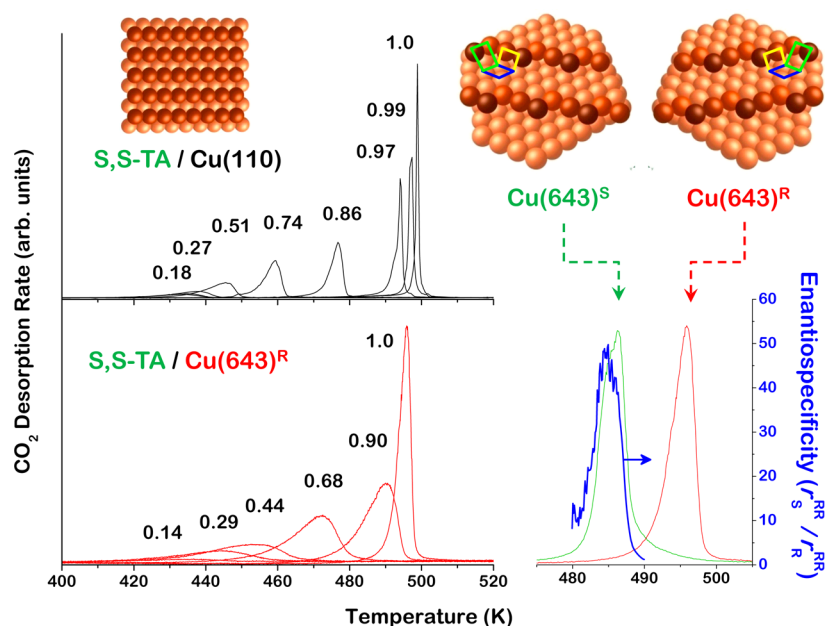 S,S-TA / Cu(110)
0.18
0.27
0.51
0.74
0.86
0.97
0.99
1.0
S,S-TA / Cu(643)R
0.14
0.29
0.44
0.68
0.90
1.0
CO2 Desorption Rate (arb. units)
400 420 440 460 480 500 520
Cu(643)S
Cu(643)R
60
50
40
30
20
10
0
Enantiospecificity (rSRR/rRRR)
480 490 500
Temperature (K)